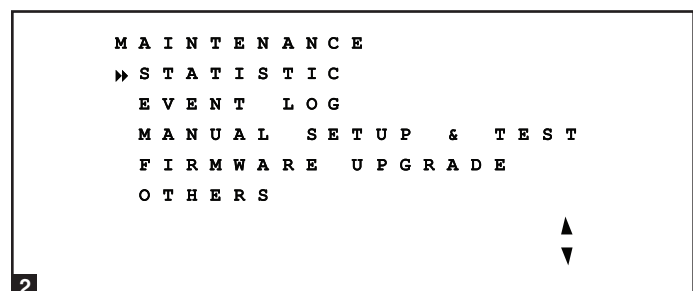 MAINTENANCE
STATISTIC
EVENT LOG
MANUAL SETUP & TEST
FIRMWARE UPGRADE
OTHERS
2